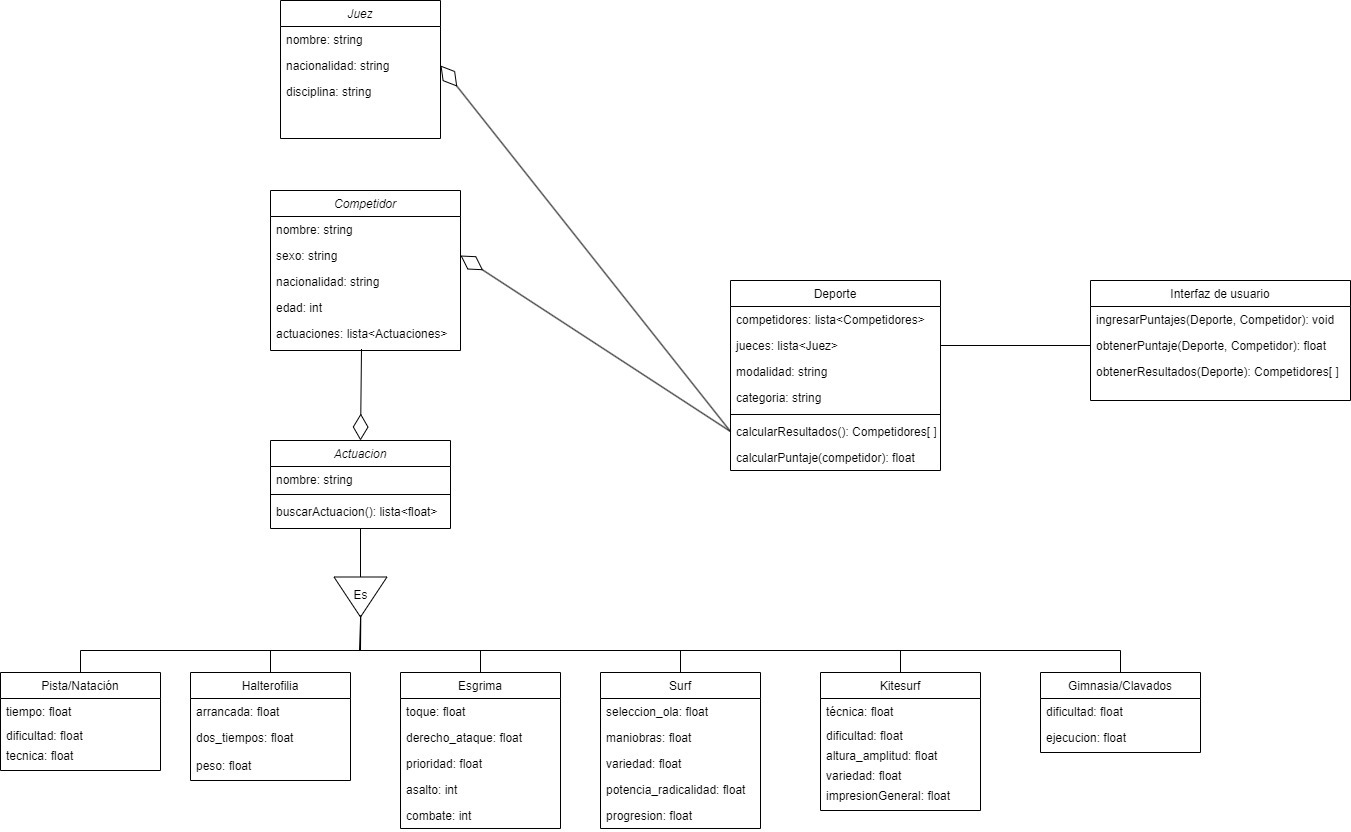 Juez
nombre: string
nacionalidad: string
disciplina: string
Competidor
nombre: string
sexo: string
nacionalidad: string
edad: int
actuaciones: lista<Actuaciones>
Deporte
competidores: lista<Competidores>
jueces: lista<Juez>
modalidad: string
categoria: string
calcularResultados(): Competidores[ ]
calcularPuntaje(competidor): float
Interfaz de usuario
ingresarPuntajes(Deporte, Competidor): void
obtenerPuntaje(Deporte, Competidor): float
obtenerResultados(Deporte): Competidores[ ]
Actuacion
nombre: string
buscarActuacion(): lista<float>
Es
Pista/Natación
tiempo: float
dificultad: float
tecnica: float
Halterofilia
arrancada: float
dos_tiempos: float
peso: float
Esgrima
toque: float
derecho_ataque: float
prioridad: float
asalto: int
combate: int
Surf
seleccion_ola: float
maniobras: float
variedad: float
potencia_radicalidad: float
progresion: float
Kitesurf
técnica: float
dificultad: float
altura_amplitud: float
variedad: float
impresionGeneral: float
Gimnasia/Clavados
dificultad: float
ejecucion: float